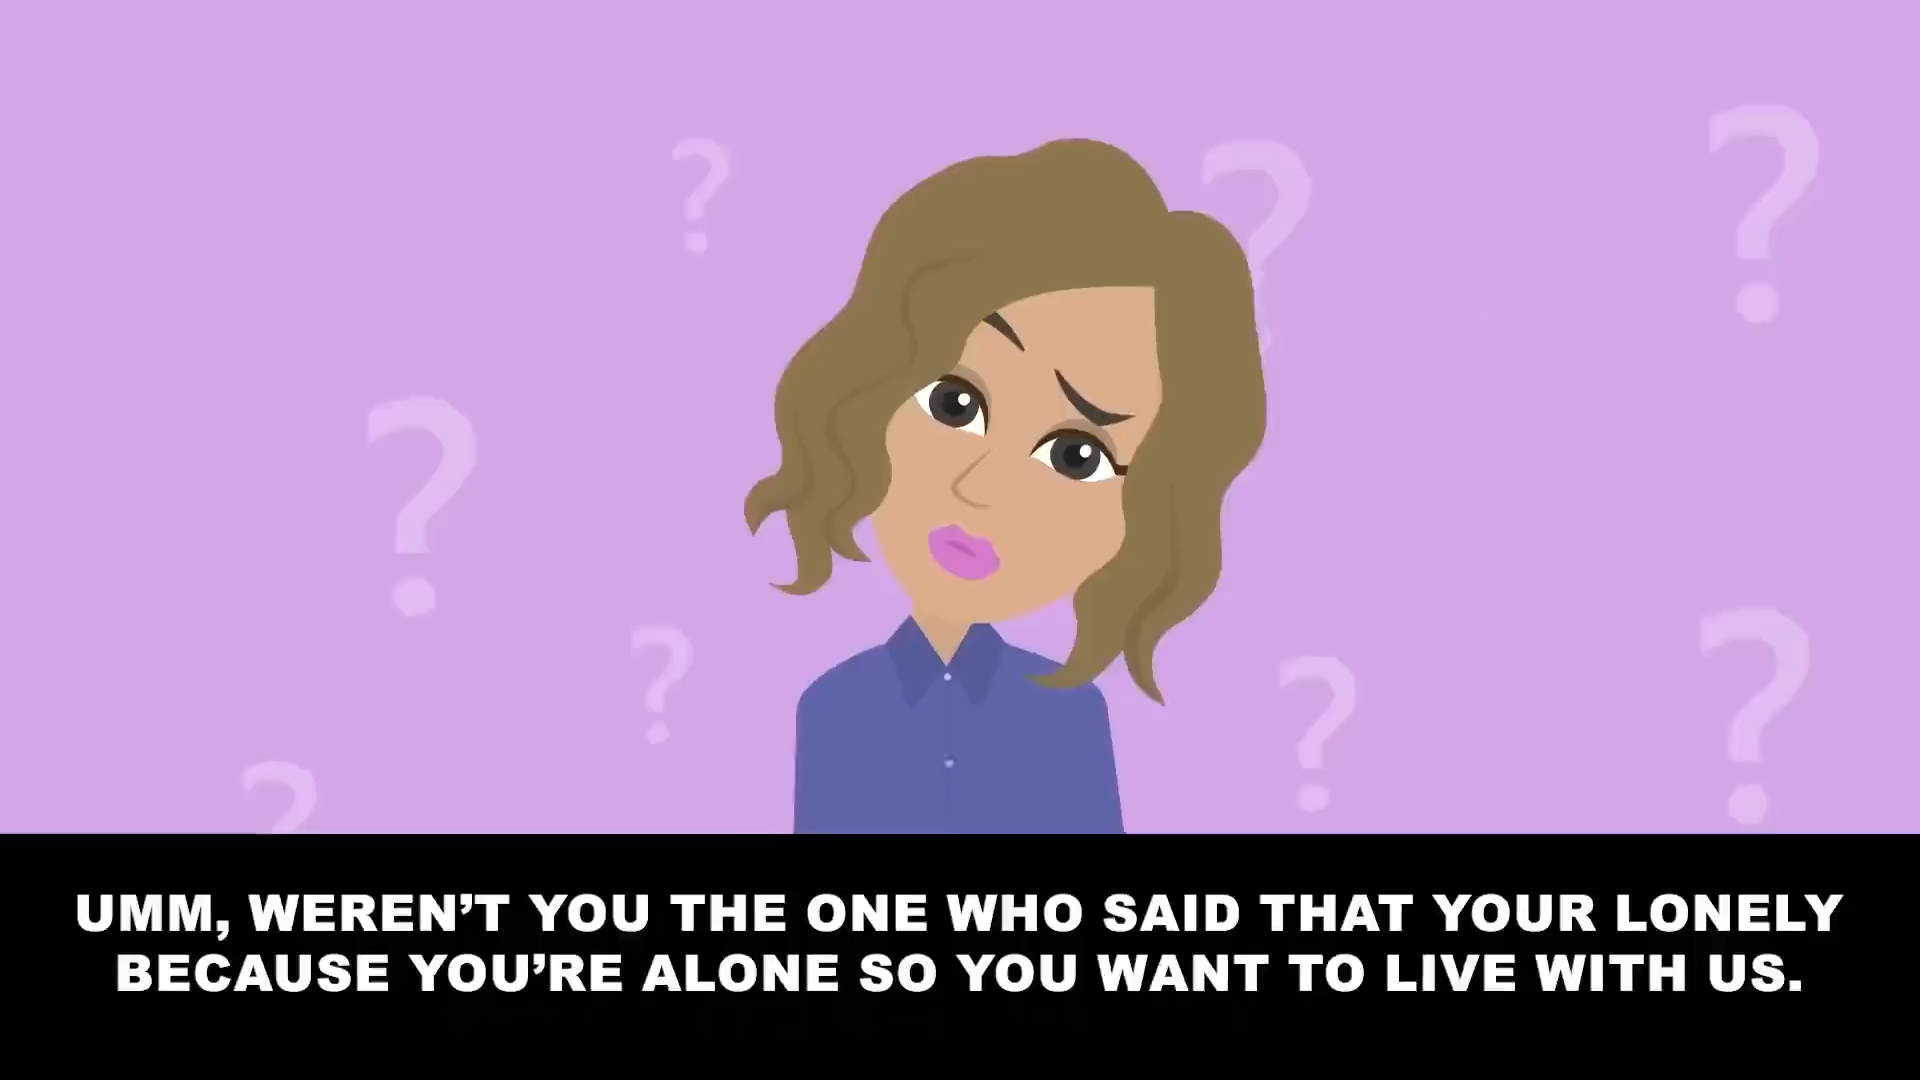 UMM, WEREN’T YOU THE ONE WHO SAID THAT YOUR LONELY
BECAUSE YOU’RE ALONE SO YOU WANT TO LIVE WITH US.